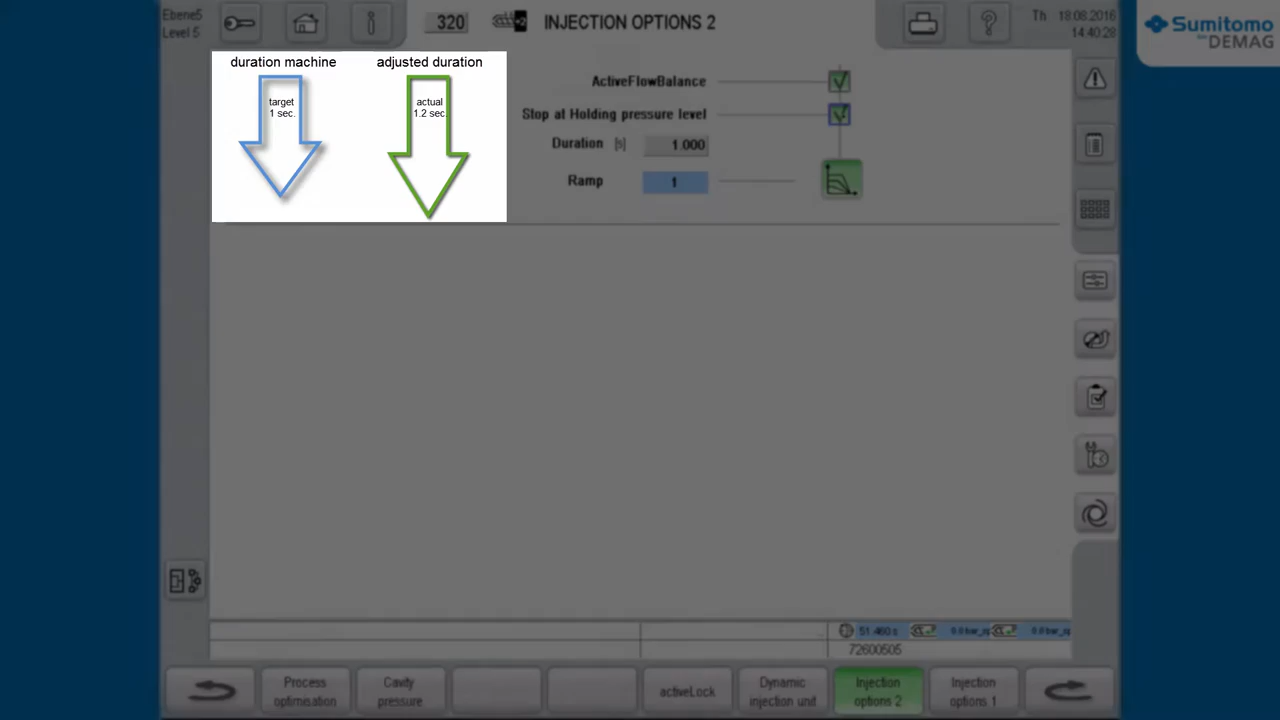 Ebene5
Level 5
320
INJECTION OPTIONS 2
Th 18.08.2016
14:40:28
Sumitomo
DEMAG
duration machine
adjusted duration
target
1 sec.
actual
1.2 sec.
ActiveFlowBalance
Stop at Holding pressure level
Duration [s] 1.000
Ramp 1
51.460 s
72600505
Process
optimisation
Cavity
pressure
activeLock
Dynamic
injection unit
Injection
options 2
Injection
options 1